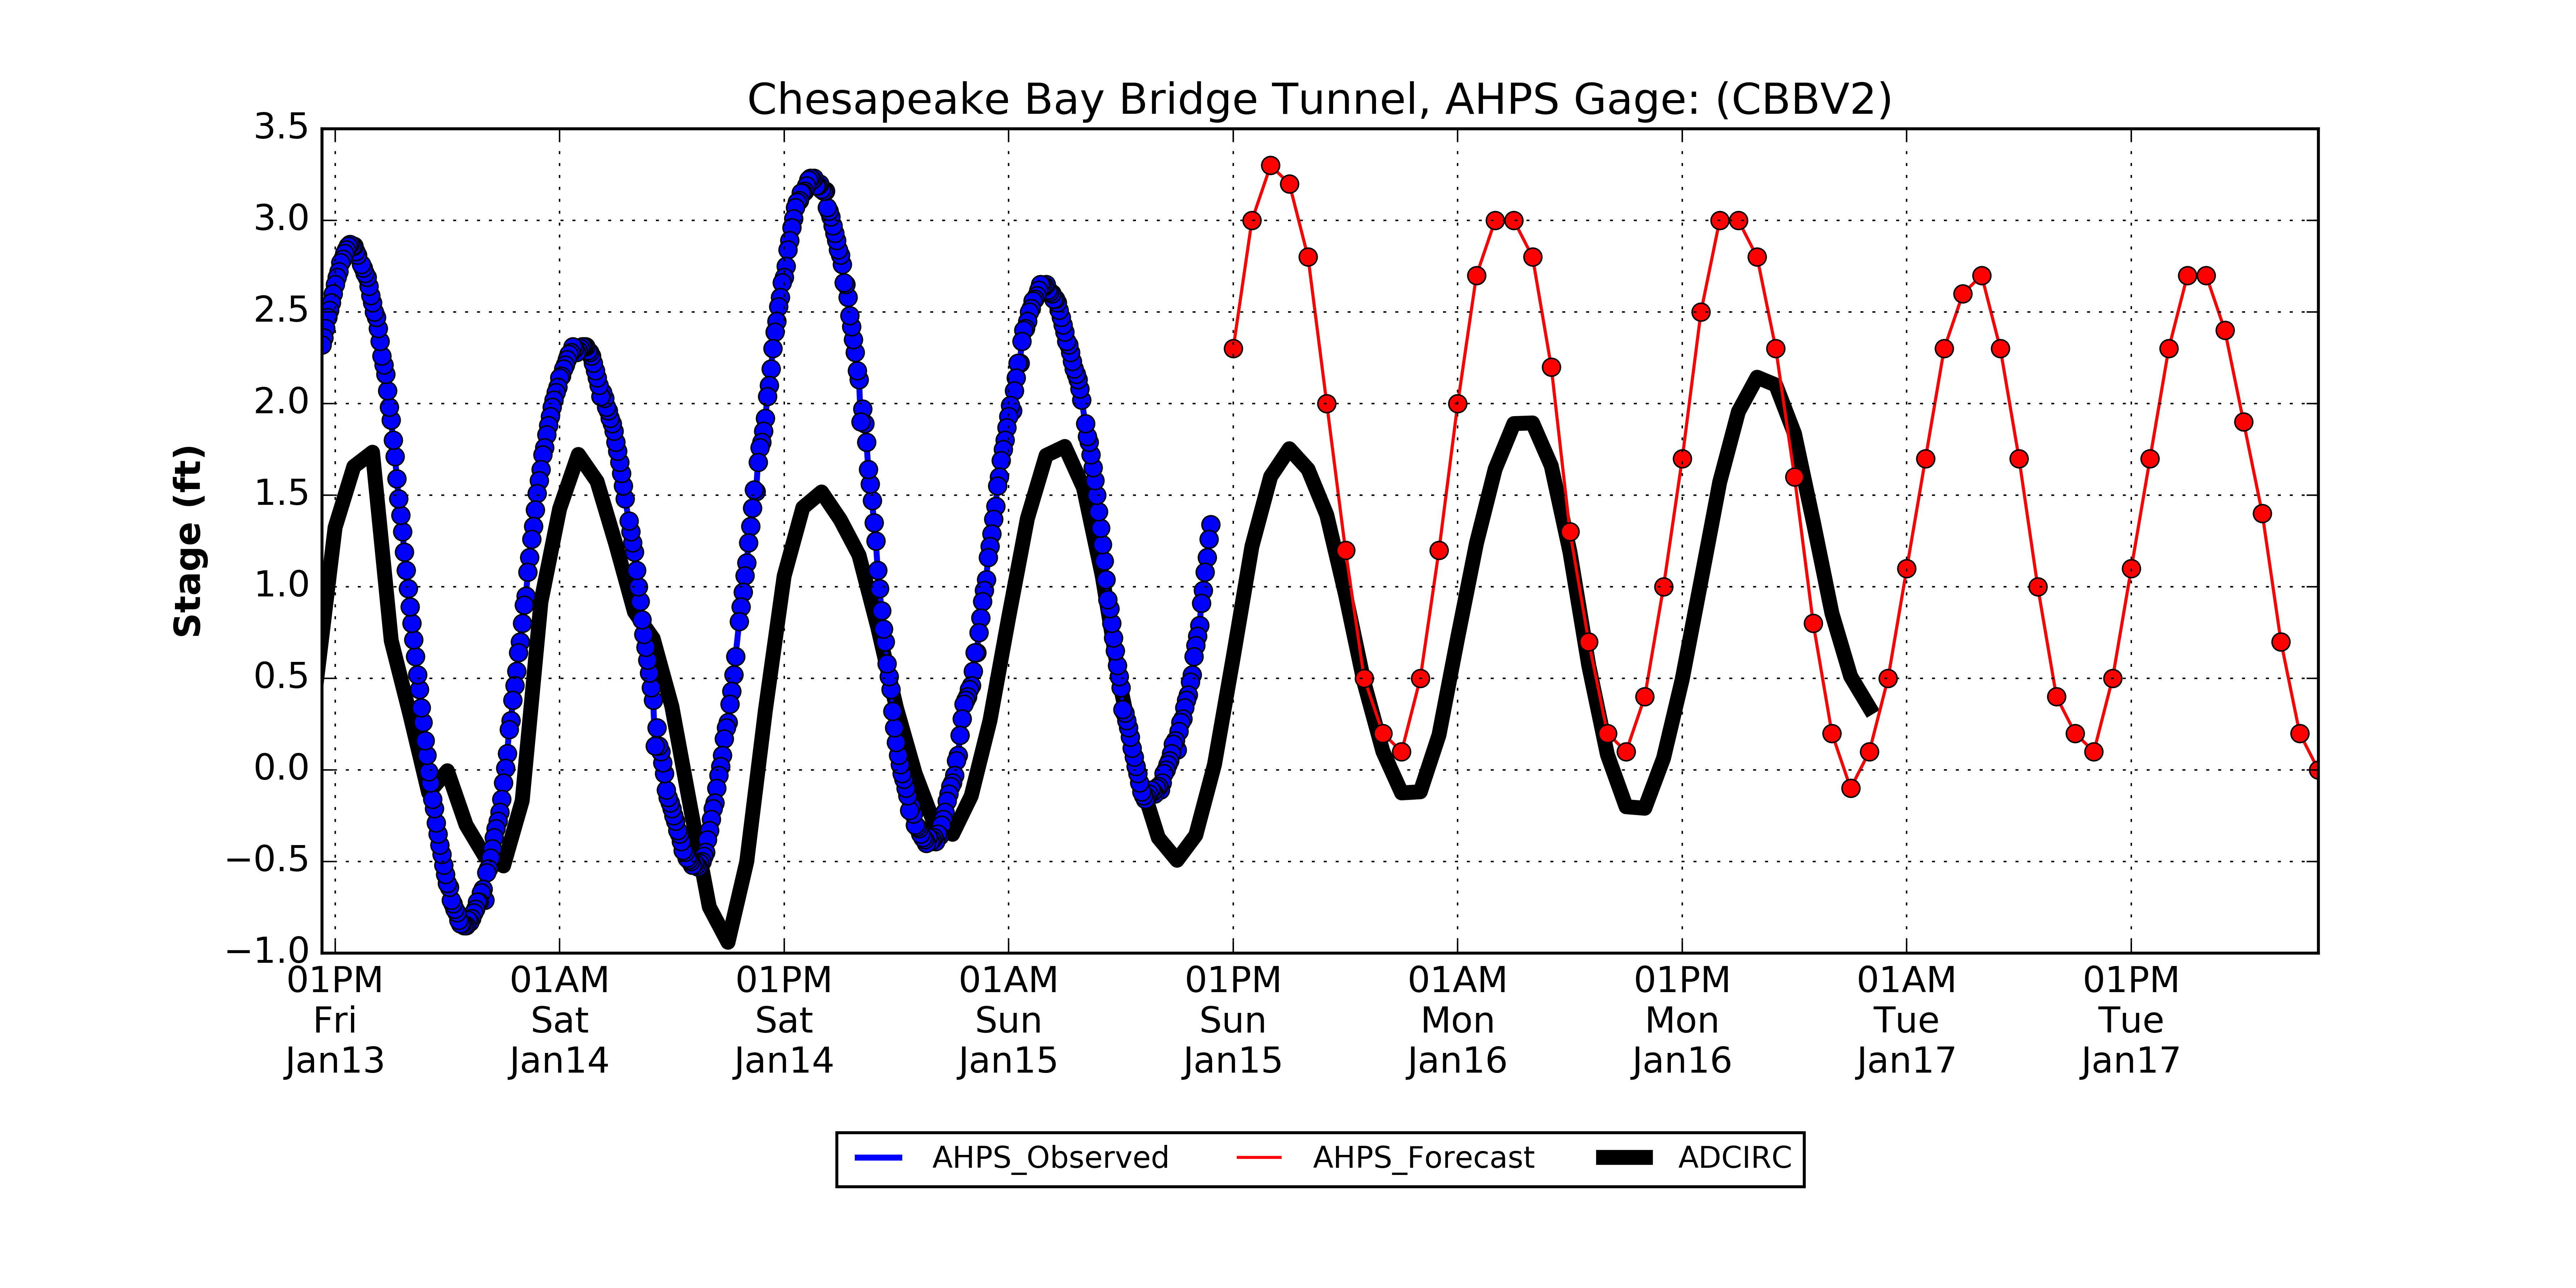 Chesapeake Bay Bridge Tunnel, AHPS Gage: (CBBV2)
3.5
3.0
2.5
2.0
1.5
1.0
0.5
0.0
−0.5
−1.0
Stage (ft)
01PM 01AM 01PM 01AM 01PM 01AM 01PM 01AM 01PM
Fri Sat Sat Sun Sun Mon Mon Tue Tue
Jan13 Jan14 Jan14 Jan15 Jan15 Jan16 Jan16 Jan17 Jan17
AHPS_Observed AHPS_Forecast ADCIRC